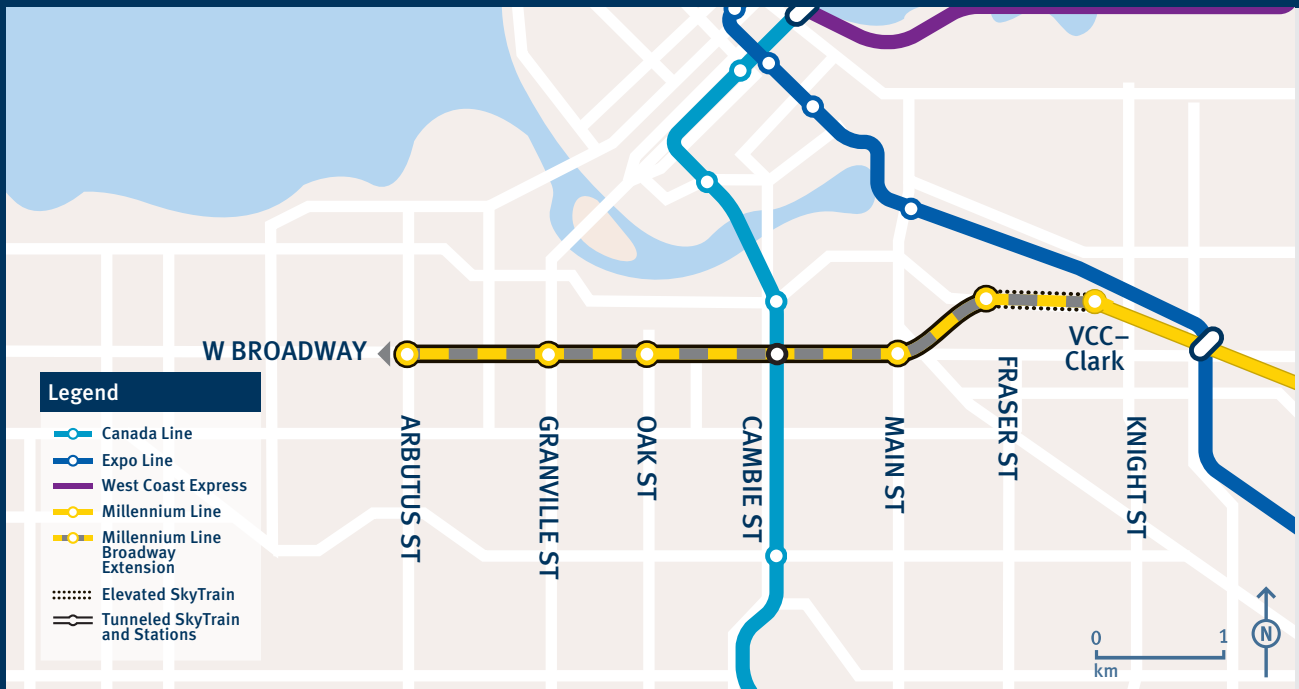 W BROADWAY
VCC–
Clark
ARBUTUS ST
GRANVILLE ST
OAK ST
CAMBIE ST
MAIN ST
FRASER ST
KNIGHT ST
Legend
Canada Line
Expo Line
West Coast Express
Millennium Line
Millennium Line
Broadway
Extension
Elevated SkyTrain
Tunneled SkyTrain
and Stations
0 1
km
N